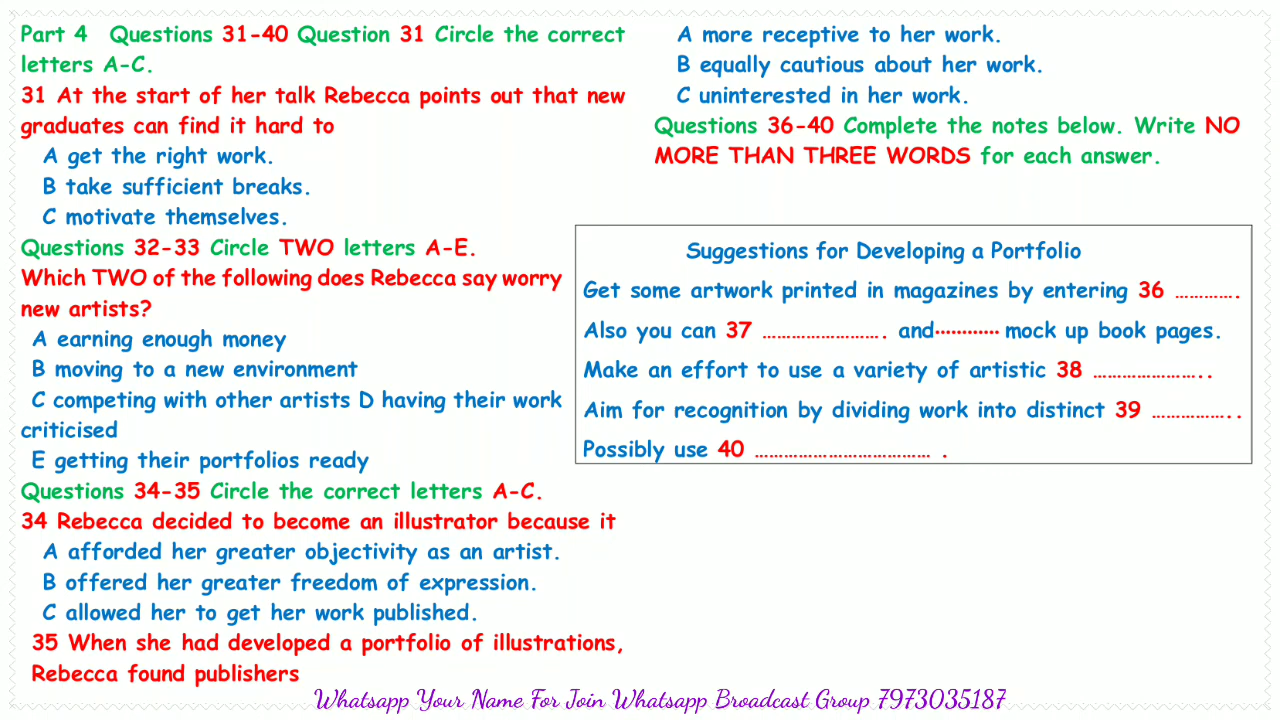 Part 4 Questions 31-40 Question 31 Circle the correct
letters A-C.
31 At the start of her talk Rebecca points out that new
graduates can find it hard to
A get the right work.
B take sufficient breaks.
C motivate themselves.
Questions 32-33 Circle TWO letters A-E.
Which TWO of the following does Rebecca say worry
new artists?
A earning enough money
B moving to a new environment
C competing with other artists D having their work
criticised
E getting their portfolios ready
Questions 34-35 Circle the correct letters A-C.
34 Rebecca decided to become an illustrator because it
A afforded her greater objectivity as an artist.
B offered her greater freedom of expression.
C allowed her to get her work published.
35 When she had developed a portfolio of illustrations,
Rebecca found publishers
A more receptive to her work.
B equally cautious about her work.
C uninterested in her work.
Questions 36-40 Complete the notes below. Write NO
MORE THAN THREE WORDS for each answer.
Suggestions for Developing a Portfolio
Get some artwork printed in magazines by entering 36 ………….
Also you can 37 ……………………. and············ mock up book pages.
Make an effort to use a variety of artistic 38 …………………..
Aim for recognition by dividing work into distinct 39 ……………..
Possibly use 40 ……………………………… .
Whatsapp Your Name For Join Whatsapp Broadcast Group 7973035187